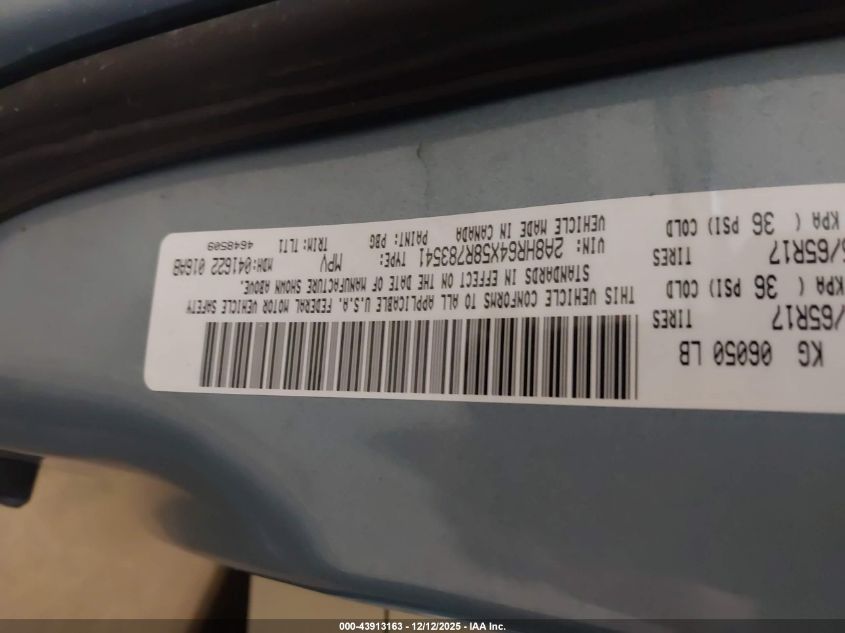 KG 06050 LB
/65R17 TIRES
KPA ( 36 PSI) COLD
5/65R17 TIRES
KPA ( 36 PSI) COLD
THIS VEHICLE CONFORMS TO ALL APPLICABLE U.S.A. FEDERAL MOTOR VEHICLE SAFETY
STANDARDS IN EFFECT ON THE DATE OF MANUFACTURE SHOWN ABOVE.
VIN: 2A8HR64X58R783541 TYPE: MPV MDH:041622 016AB
VEHICLE MADE IN CANADA PAINT: PBG TRIM: TLT1 4648509
000-43913163 - 12/12/2025 - IAA Inc.